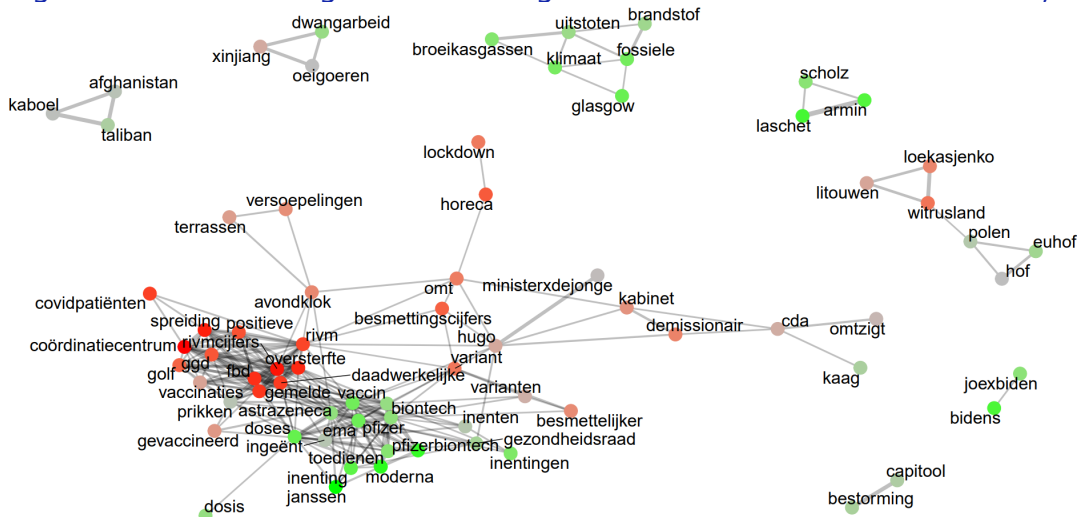 dwangarbeid
xinjiang
oeigoeren
afghanistan
kaboel
taliban
broeikasgassen
uitstoten
brandstof
klimaat
fossiele
glasgow
scholz
laschet
armin
loekasjenko
litouwen
witrusland
polen
euhof
hof
lockdown
horeca
versoepelingen
terrassen
avondklok
omt
ministerxdejonge
besmettingscijfers
hugo
kabinet
demissionair
cda
omtzigt
kaag
covidpatiënten
spreiding
positieve
rivm
coördinatiecentrum
rivmcijfers
oversterfte
variant
golf
ggd
fbd
daadwerkelijke
varianten
vaccinaties
gemelde
vaccin
prikken
astrazeneca
biontech
besmettelijker
gevaccineerd
doses
ema
pfizer
inenten
ingeënt
pfizerbiontech
gezondheidsraad
toedienen
inentingen
inenting
moderna
janssen
dosis
joexbiden
bidens
capitool
bestorming